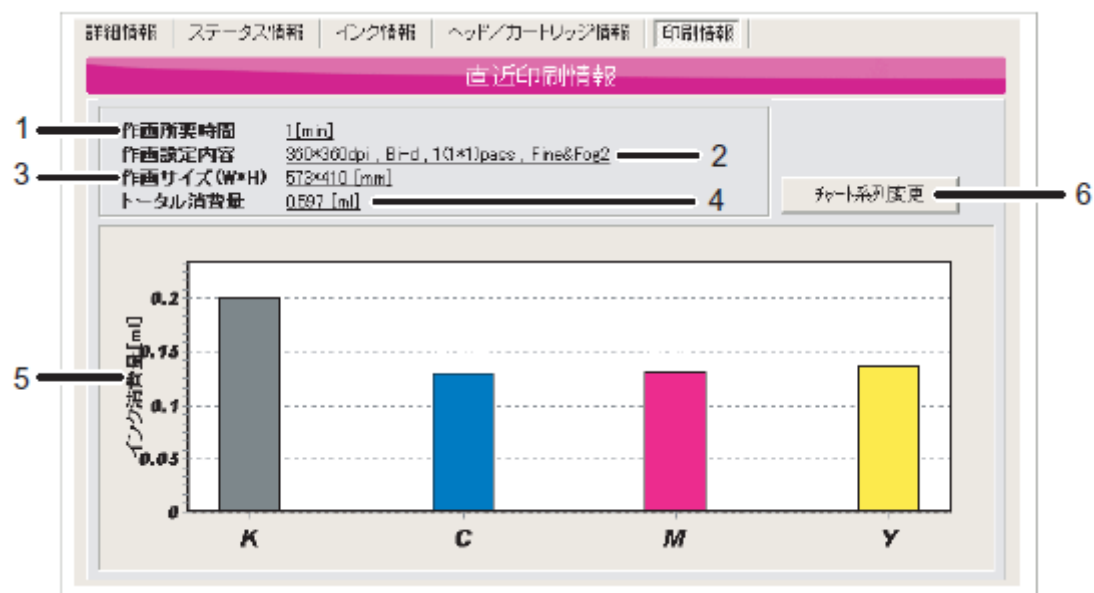 詳細情報 ステータス情報 インク情報 ヘッド/カートリッジ情報 印刷情報
直近印刷情報
1 作画所要時間 1[min]
作画設定内容 360*360dpi , Bi-d , 1(1*1)pass , Fine&Fog2 2
3 作画サイズ(W*H) 573*410 [mm]
トータル消費量 0.597 [ml] 4
チャート系列変更 6
5 インク消費量[ml]
0.2
0.15
0.1
0.05
0
K C M Y